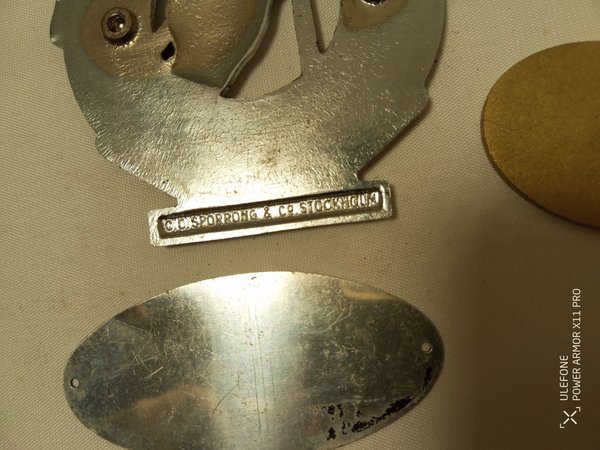 C.C. SPORRONG & Co. STOCKHOLM
ULEFONE
POWER ARMOR X11 PRO